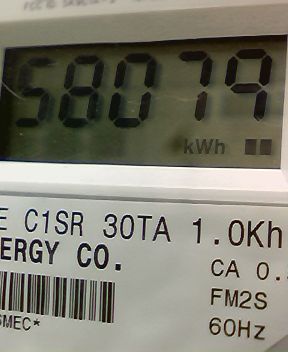 58079
kWh
E C1SR 30TA 1.0Kh
ERGY CO.
CA 0.
FM2S
60Hz
SMEC*